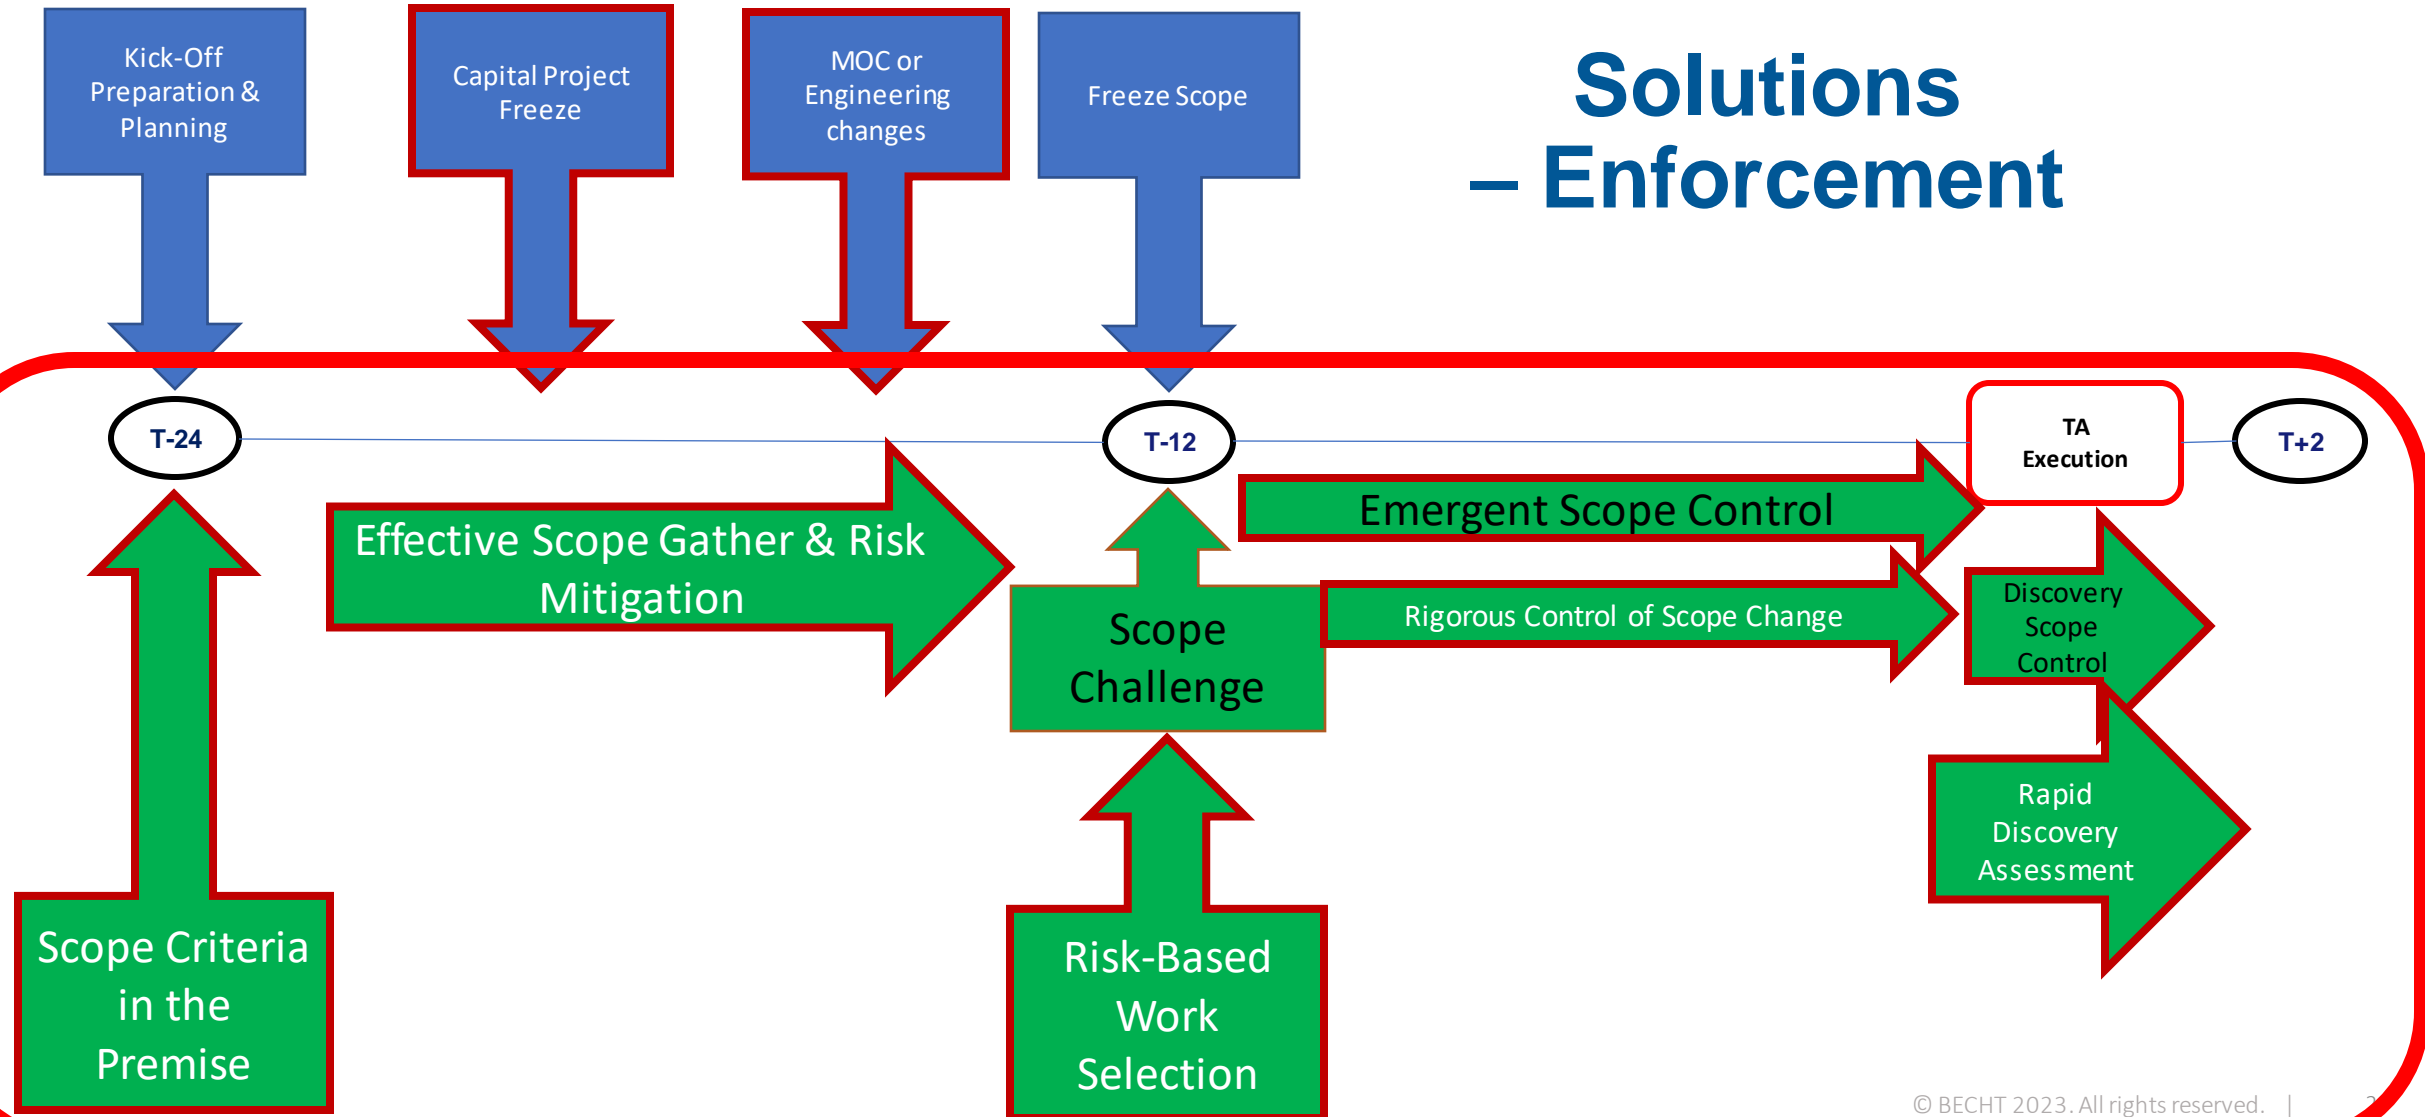 Solutions
– Enforcement
Kick-Off
Preparation &
Planning
Capital Project
Freeze
MOC or
Engineering
changes
Freeze Scope
T-24
T-12
TA
Execution
T+2
Effective Scope Gather & Risk
Mitigation
Emergent Scope Control
Rigorous Control of Scope Change
Scope
Challenge
Discovery
Scope
Control
Rapid
Discovery
Assessment
Scope Criteria
in the
Premise
Risk-Based
Work
Selection
© BECHT 2023. All rights reserved. |